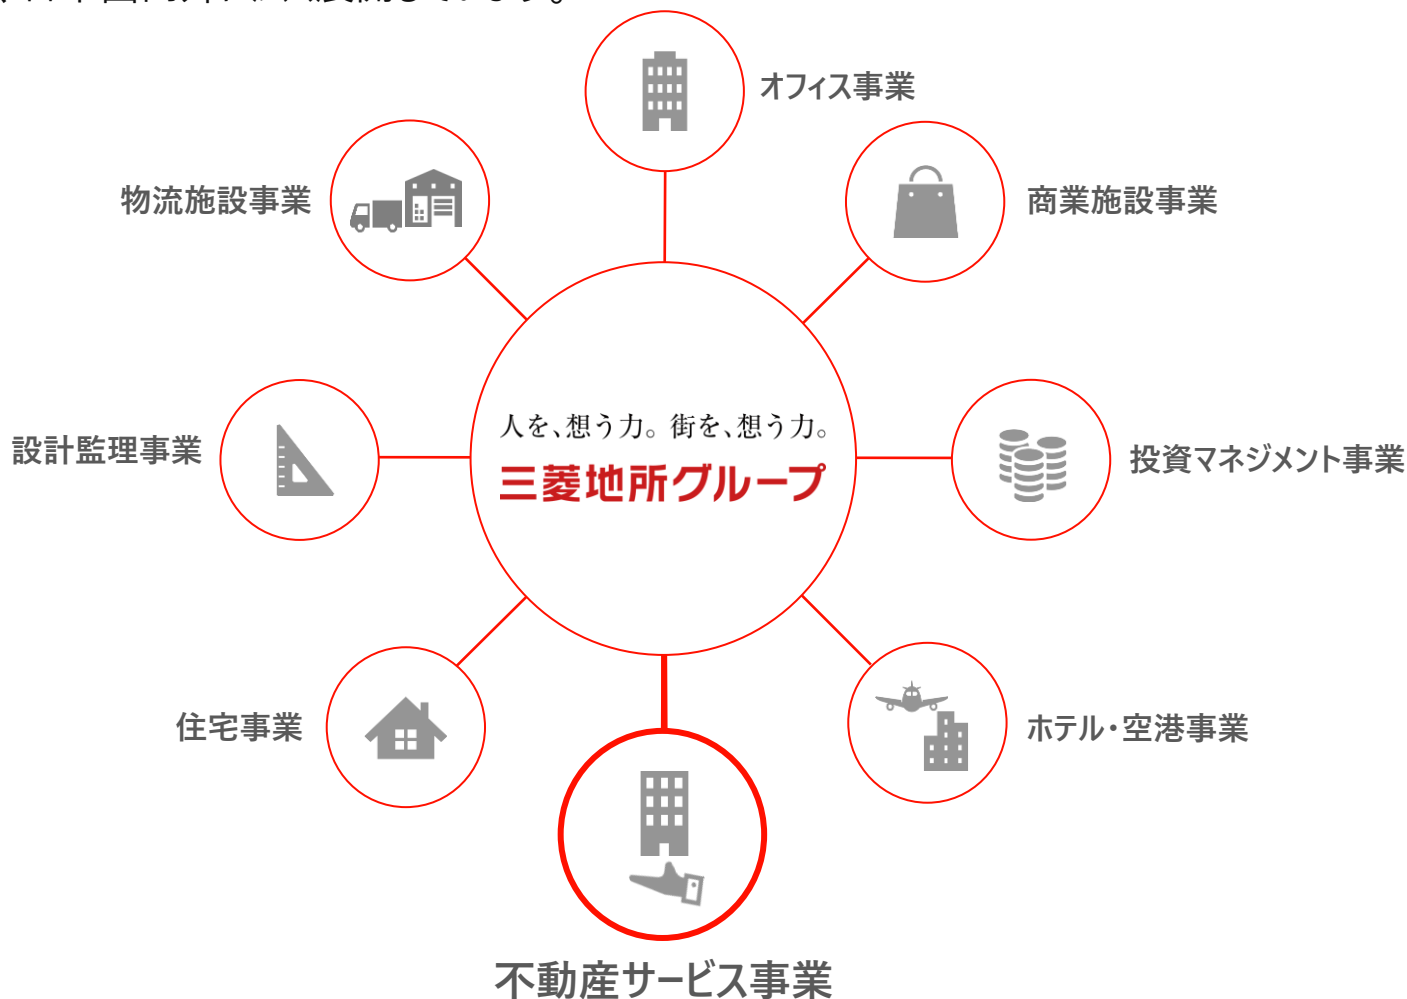 オフィス事業
物流施設事業
商業施設事業
人を、想う力。街を、想う力。
三菱地所グループ
設計監理事業
投資マネジメント事業
住宅事業
ホテル・空港事業
不動産サービス事業